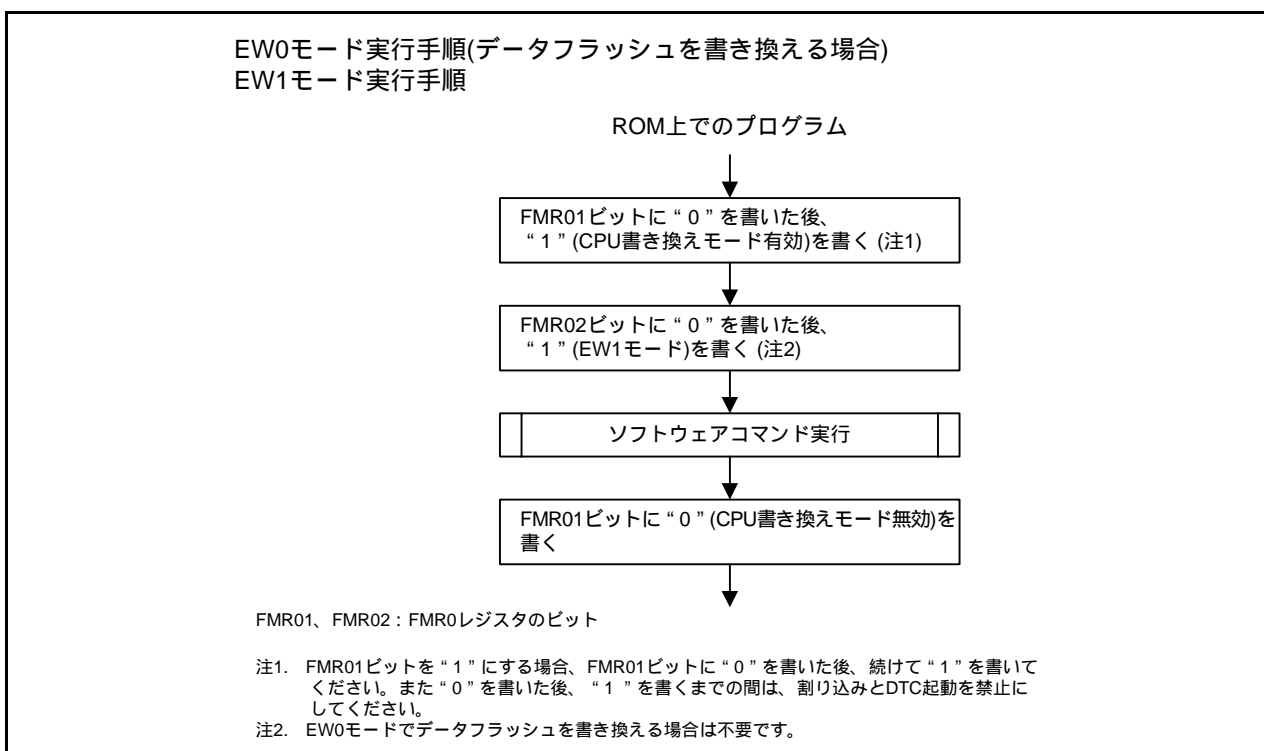 EW0モード実行手順(データフラッシュを書き換える場合)
EW1モード実行手順
ROM上でのプログラム
FMR01ビットに“0”を書いた後、
“1”(CPU書き換えモード有効)を書く (注1)
FMR02ビットに“0”を書いた後、
“1”(EW1モード)を書く (注2)
ソフトウェアコマンド実行
FMR01ビットに“0”(CPU書き換えモード無効)を
書く
FMR01、FMR02：FMR0レジスタのビット
注1. FMR01ビットを“1”にする場合、FMR01ビットに“0”を書いた後、続けて“1”を書いて
ください。また“0”を書いた後、“1”を書くまでの間は、割り込みとDTC起動を禁止に
してください。
注2. EW0モードでデータフラッシュを書き換える場合は不要です。